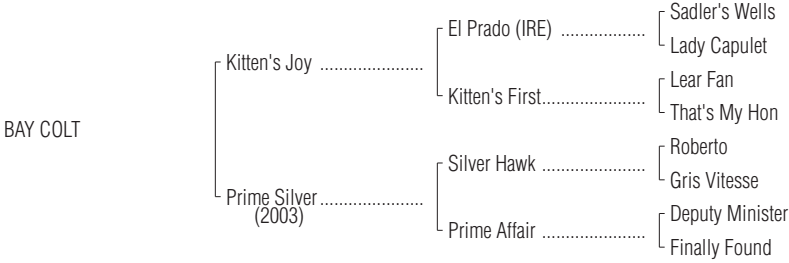 Sadler's Wells
El Prado (IRE) ...................
Lady Capulet
Kitten's Joy ......................
Lear Fan
Kitten's First......................
That's My Hon
BAY COLT
Roberto
Silver Hawk ......................
Gris Vitesse
Prime Silver......................
(2003)
Deputy Minister
Prime Affair ......................
Finally Found